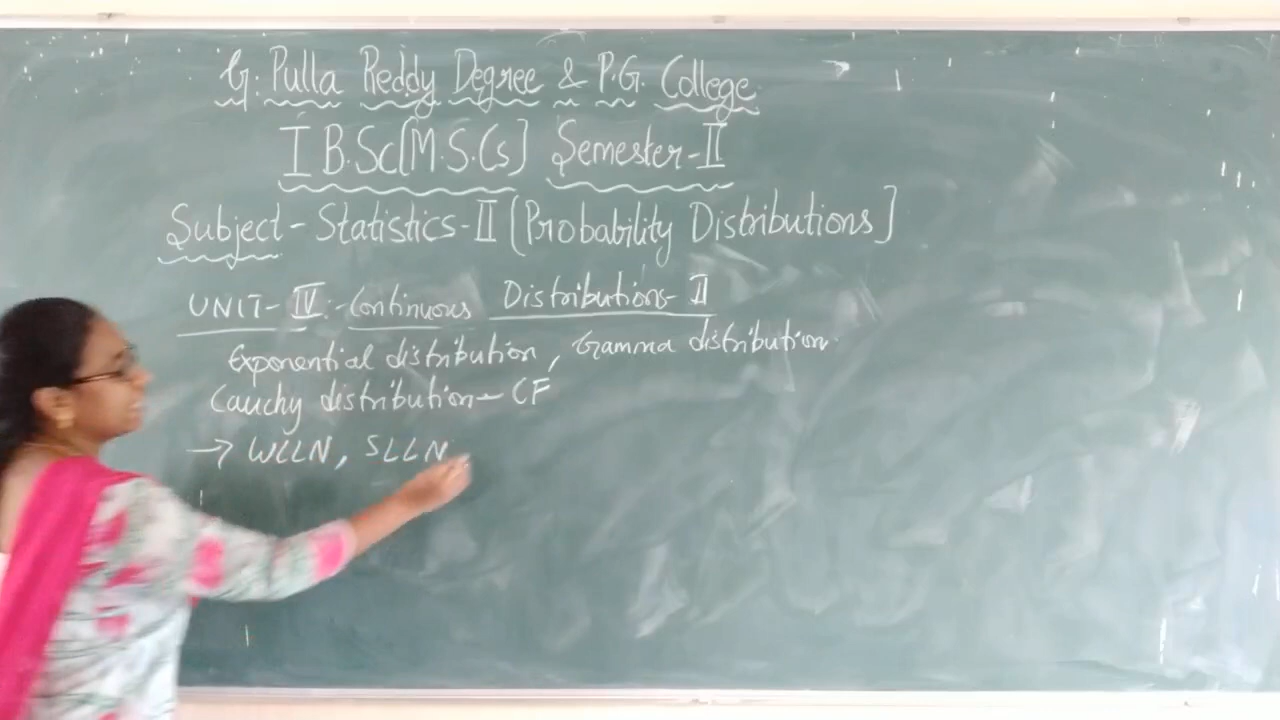 G. Pulla Reddy Degree & P.G. College
I B.Sc[M.S.Cs] Semester-II
Subject - Statistics-II [Probability Distributions]
UNIT-IV:- Continuous Distributions-II
Exponential distribution, Gamma distribution.
Cauchy distribution - CF
→ WLLN, SLLN